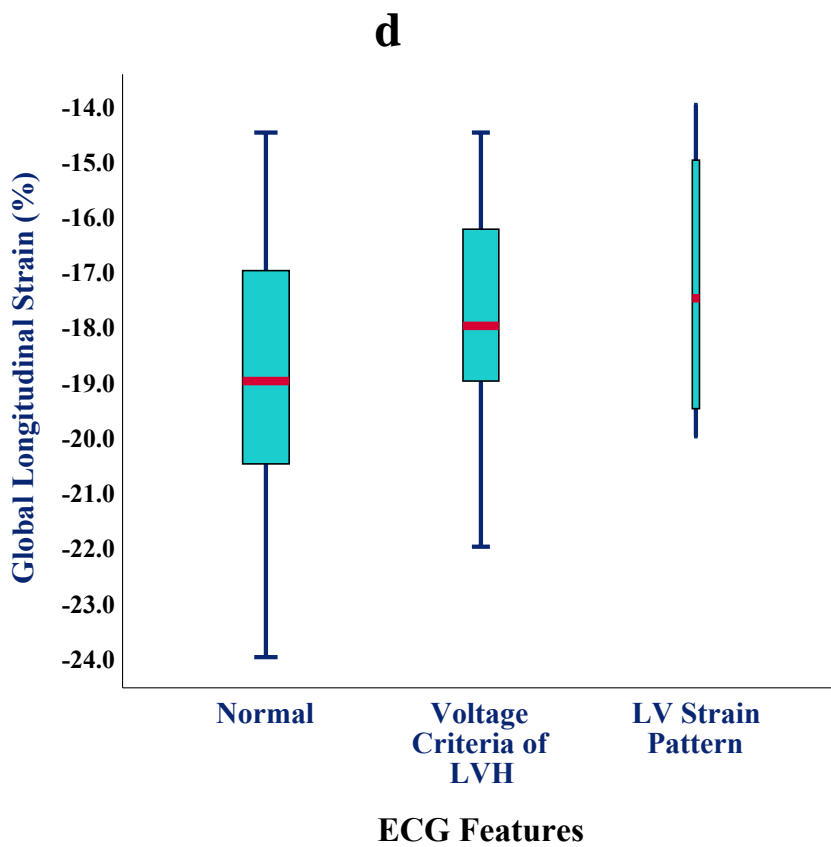 d
Global Longitudinal Strain (%)
-14.0
-15.0
-16.0
-17.0
-18.0
-19.0
-20.0
-21.0
-22.0
-23.0
-24.0
Normal
Voltage
Criteria of
LVH
LV Strain
Pattern
ECG Features